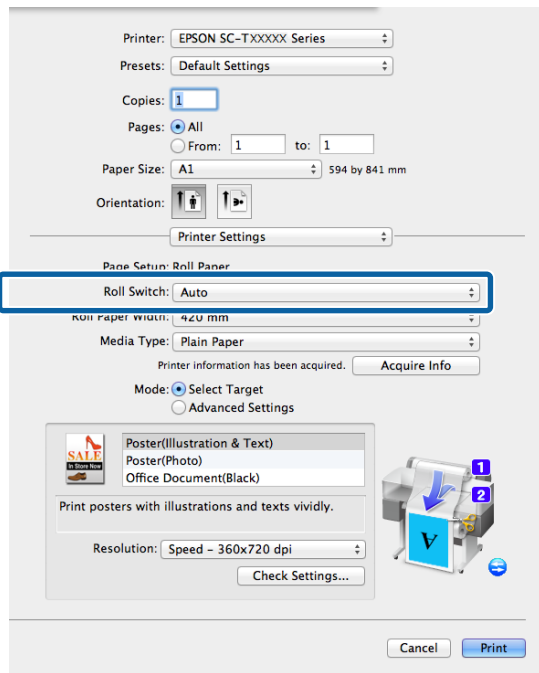 Printer: EPSON SC-TXXXXX Series
Presets: Default Settings
Copies: 1
Pages: All
From: 1 to: 1
Paper Size: A1 594 by 841 mm
Orientation:
Printer Settings
Page Setup: Roll Paper
Roll Switch: Auto
Roll Paper Width: 420 mm
Media Type: Plain Paper
Printer information has been acquired. Acquire Info
Mode: Select Target
Advanced Settings
SALE
In Store Now
Poster(Illustration & Text)
Poster(Photo)
Office Document(Black)
Print posters with illustrations and texts vividly.
Resolution: Speed – 360x720 dpi
Check Settings...
1
2
A
Cancel Print